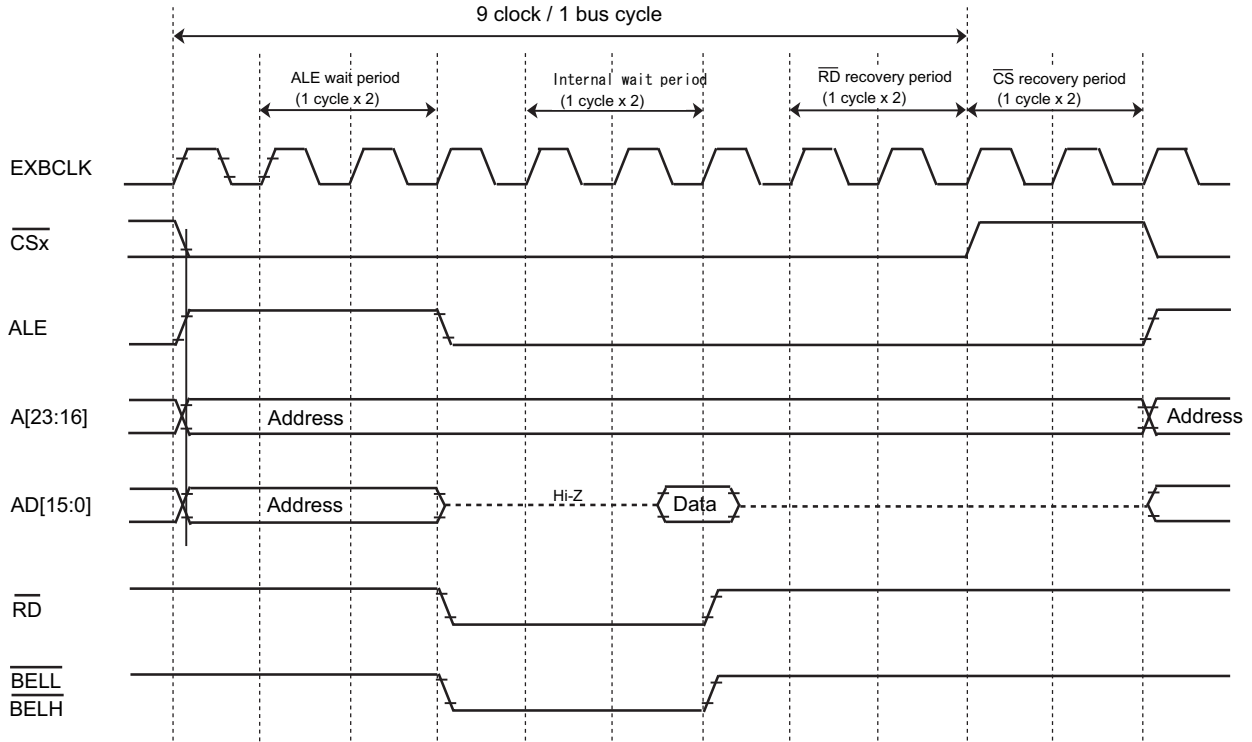 9 clock / 1 bus cycle
ALE wait period
(1 cycle x 2)
Internal wait period
(1 cycle x 2)
RD recovery period
(1 cycle x 2)
CS recovery period
(1 cycle x 2)
EXBCLK
CSx
ALE
A[23:16]
Address
Address
AD[15:0]
Address
Hi-Z
Data
RD
BELL
BELH